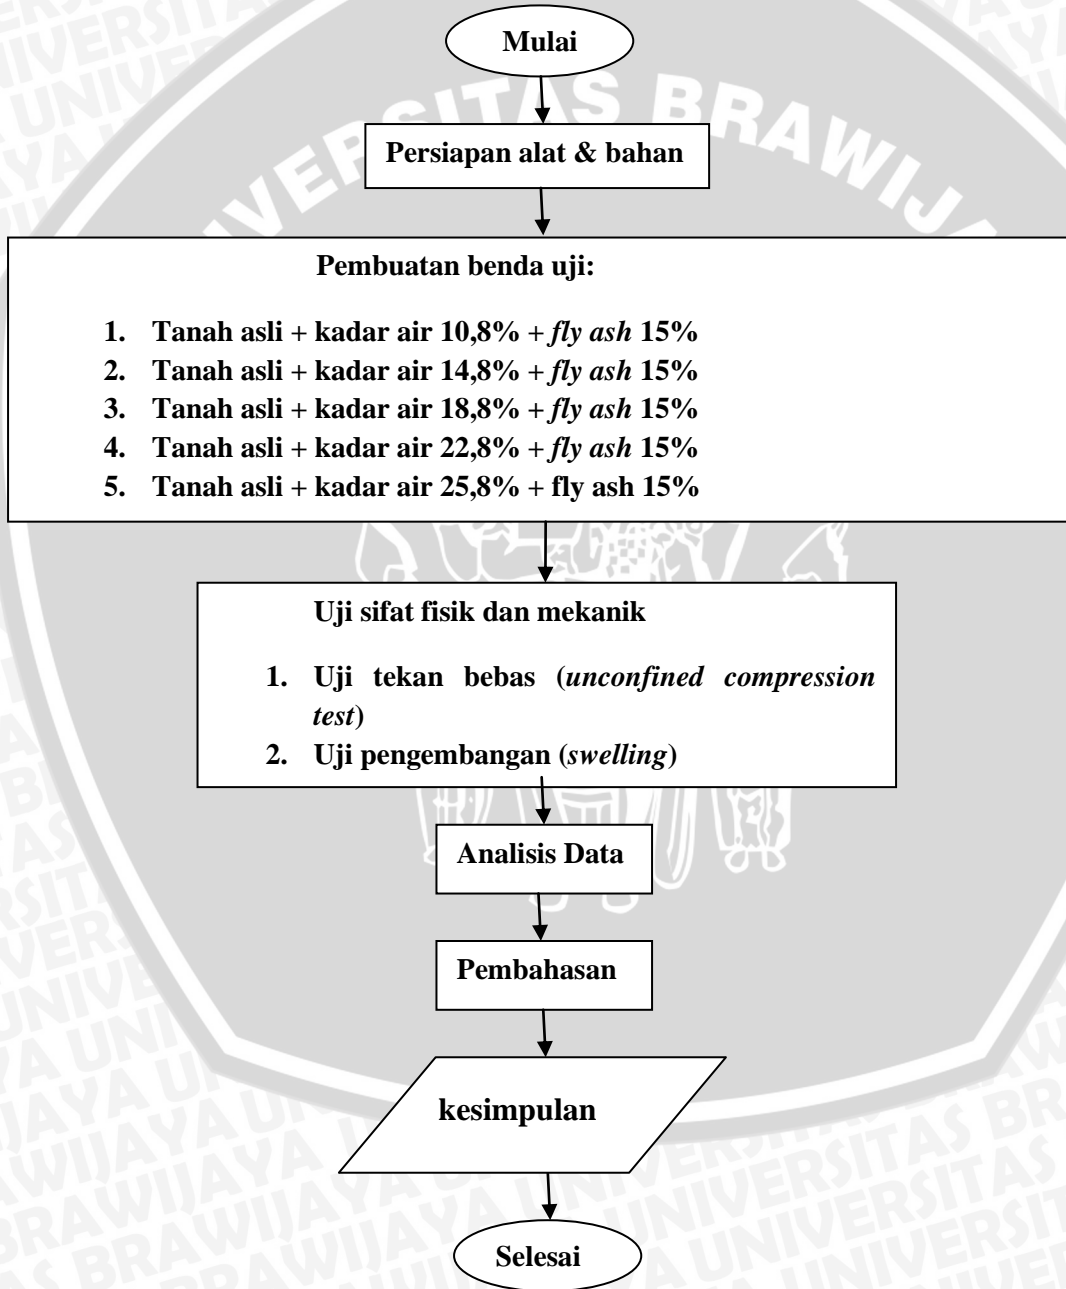 Mulai
Persiapan alat & bahan
Pembuatan benda uji:
1. Tanah asli + kadar air 10,8% + fly ash 15%
2. Tanah asli + kadar air 14,8% + fly ash 15%
3. Tanah asli + kadar air 18,8% + fly ash 15%
4. Tanah asli + kadar air 22,8% + fly ash 15%
5. Tanah asli + kadar air 25,8% + fly ash 15%
Uji sifat fisik dan mekanik
1. Uji tekan bebas (unconfined compression
test)
2. Uji pengembangan (swelling)
Analisis Data
Pembahasan
kesimpulan
Selesai